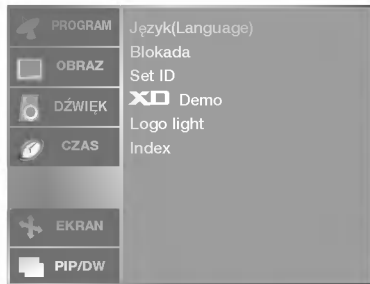 PROGRAM
OBRAZ
DŹWIĘK
CZAS
EKRAN
PIP/DW
Język(Language)
Blokada
Set ID
XD Demo
Logo light
Index